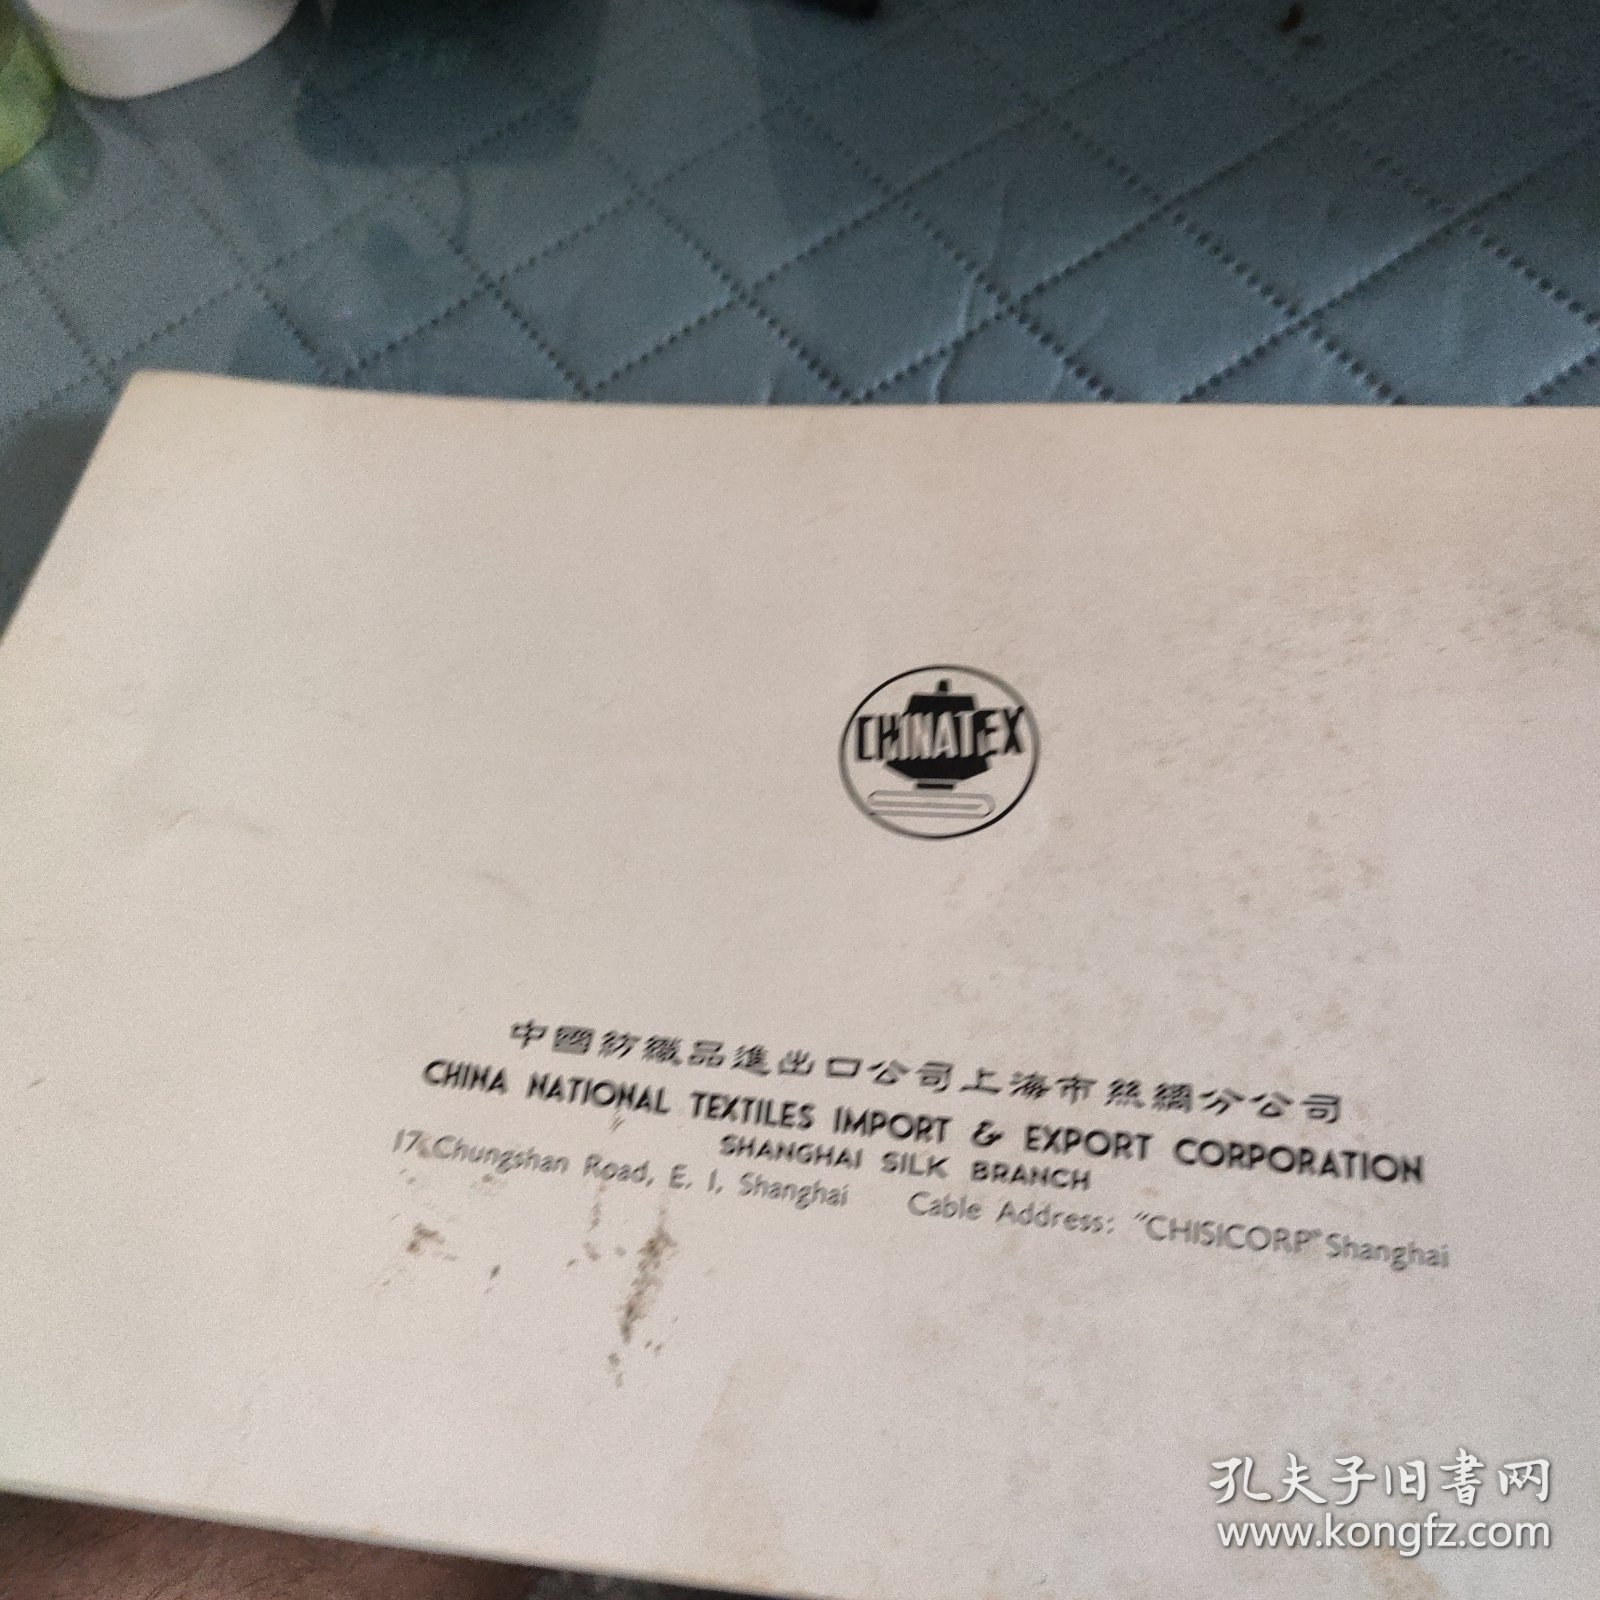 CHINATEX
中國紡織品進出口公司上海市絲綢分公司
CHINA NATIONAL TEXTILES IMPORT & EXPORT CORPORATION
SHANGHAI SILK BRANCH
17, Chungshan Road, E. 1, Shanghai Cable Address: "CHISICORP" Shanghai
孔夫子旧书网
www.kongfz.com